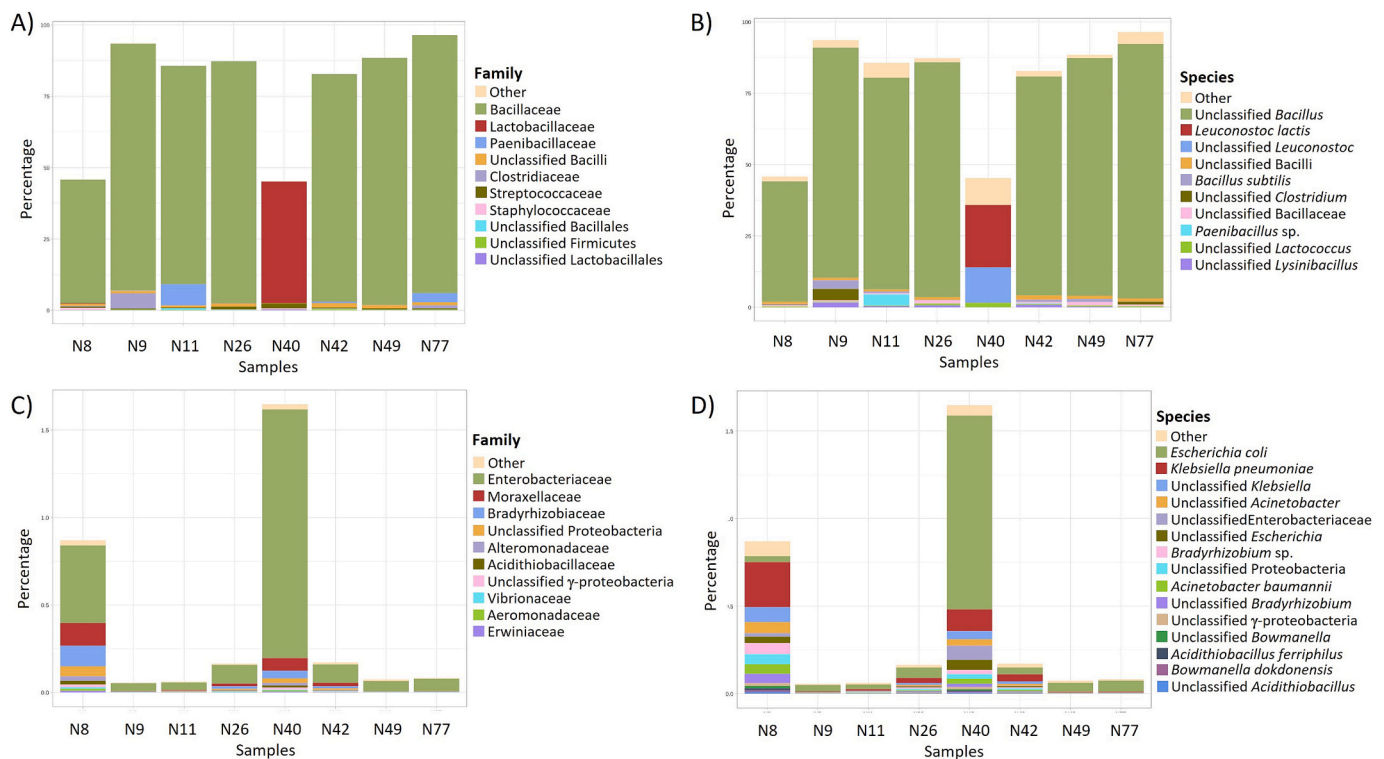 A)
100
75
50
25
0
Percentage
N8 N9 N11 N26 N40 N42 N49 N77
Samples
Family
Other
Bacillaceae
Lactobacillaceae
Paenibacillaceae
Unclassified Bacilli
Clostridiaceae
Streptococcaceae
Staphylococcaceae
Unclassified Bacillales
Unclassified Firmicutes
Unclassified Lactobacillales
B)
100
75
50
25
0
Percentage
N8 N9 N11 N26 N40 N42 N49 N77
Samples
Species
Other
Unclassified Bacillus
Leuconostoc lactis
Unclassified Leuconostoc
Unclassified Bacilli
Bacillus subtilis
Unclassified Clostridium
Unclassified Bacillaceae
Paenibacillus sp.
Unclassified Lactococcus
Unclassified Lysinibacillus
C)
1.5
1.0
0.5
0.0
Percentage
N8 N9 N11 N26 N40 N42 N49 N77
Samples
Family
Other
Enterobacteriaceae
Moraxellaceae
Bradyrhizobiaceae
Unclassified Proteobacteria
Alteromonadaceae
Acidithiobacillaceae
Unclassified γ-proteobacteria
Vibrionaceae
Aeromonadaceae
Erwiniaceae
D)
1.5
1.0
0.5
0.0
Percentage
N8 N9 N11 N26 N40 N42 N49 N77
Samples
Species
Other
Escherichia coli
Klebsiella pneumoniae
Unclassified Klebsiella
Unclassified Acinetobacter
UnclassifiedEnterobacteriaceae
Unclassified Escherichia
Bradyrhizobium sp.
Unclassified Proteobacteria
Acinetobacter baumannii
Unclassified Bradyrhizobium
Unclassified γ-proteobacteria
Unclassified Bowmanella
Acidithiobacillus ferriphilus
Bowmanella dokdonensis
Unclassified Acidithiobacillus